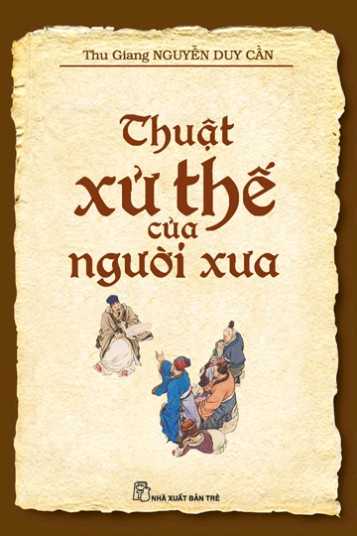 Thu Giang NGUYỄN DUY CẦN
Thuật
xử thế
của
người xưa
NHÀ XUẤT BẢN TRẺ